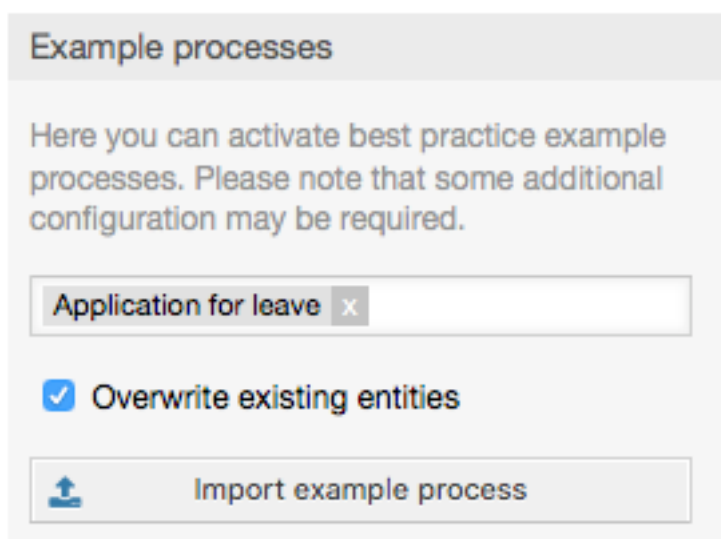 Example processes
Here you can activate best practice example
processes. Please note that some additional
configuration may be required.
Application for leave x
Overwrite existing entities
Import example process